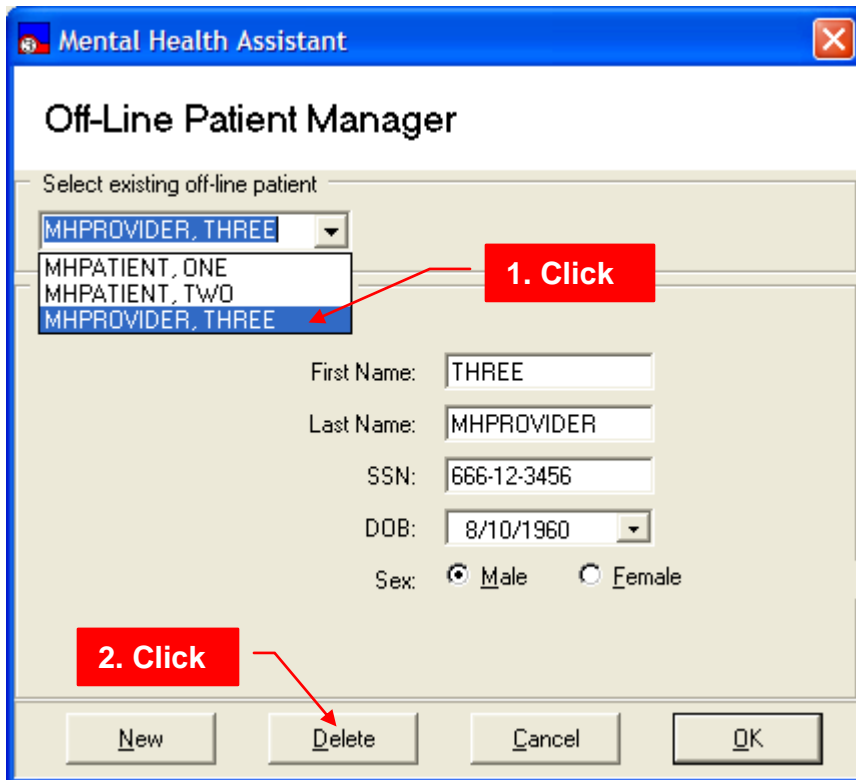 Mental Health Assistant
Off-Line Patient Manager
Select existing off-line patient
MHPROVIDER, THREE
MHPATIENT, ONE
MHPATIENT, TWO
MHPROVIDER, THREE
1. Click
First Name: THREE
Last Name: MHPROVIDER
SSN: 666-12-3456
DOB: 8/10/1960
Sex: Male Female
2. Click
New Delete Cancel OK